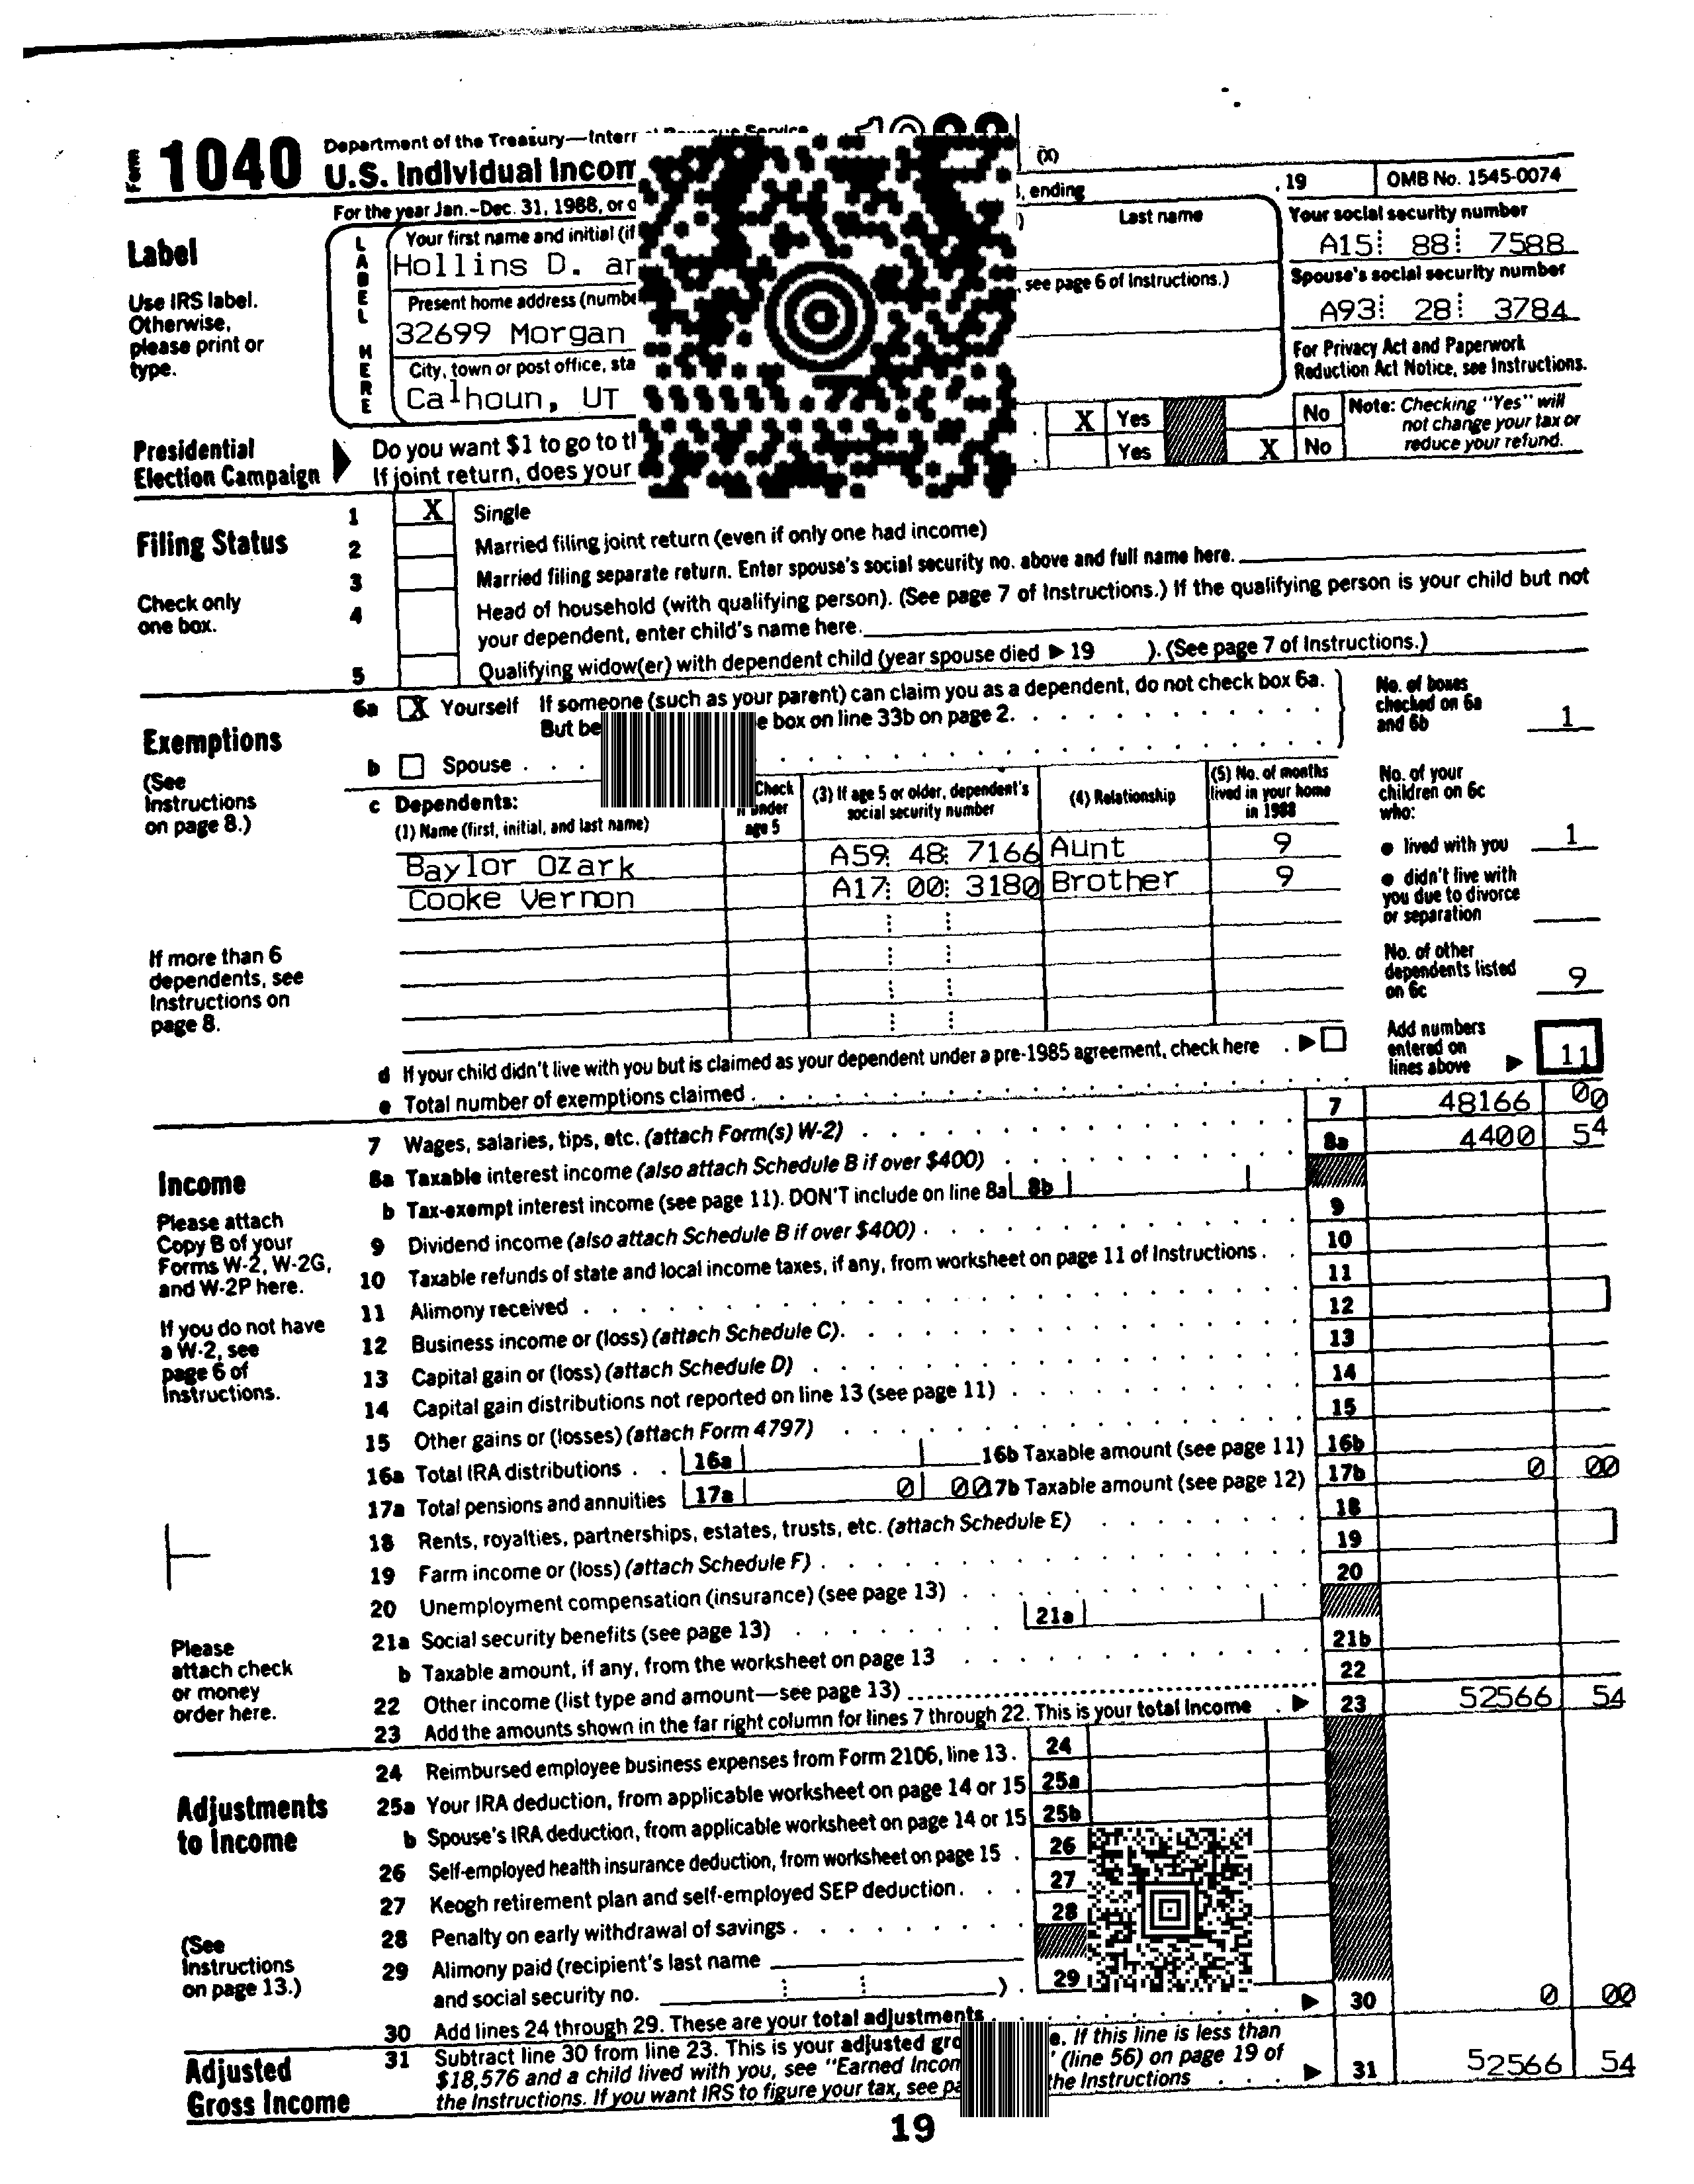 Form 1040
Department of the Treasury—Internal Revenue Service
U.S. Individual
(X)
For the year Jan.-Dec. 31, 1988, or
, ending , 19
OMB No. 1545-0074
Label
Use IRS label.
Otherwise,
please print or
type.
LABEL HERE
Your first name and initial (if
Last name
Hollins D.
Present home address
see page 6 of Instructions.)
32699 Morgan
City, town or post office,
Calhoun, UT
Your social security number
A15 88 7588
Spouse's social security number
A93 28 3784
For Privacy Act and Paperwork
Reduction Act Notice, see Instructions.
Presidential
Election Campaign
Do you want $1 to go to
X Yes No
If joint return, does your
Yes X No
Note: Checking "Yes" will
not change your tax or
reduce your refund.
Filing Status
Check only
one box.
1 X Single
2 Married filing joint return (even if only one had income)
3 Married filing separate return. Enter spouse's social security no. above and full name here.
4 Head of household (with qualifying person). (See page 7 of Instructions.) If the qualifying person is your child but not
your dependent, enter child's name here.
5 Qualifying widow(er) with dependent child (year spouse died ▶ 19 ). (See page 7 of Instructions.)
Exemptions
(See
Instructions
on page 8.)
6a X Yourself If someone (such as your parent) can claim you as a dependent, do not check box 6a.
But be box on line 33b on page 2.
b Spouse
No. of boxes
checked on 6a
and 6b 1
c Dependents:
(1) Name (first, initial, and last name)
Check
if under
age 5
(3) If age 5 or older, dependent's
social security number
(4) Relationship
(5) No. of months
lived in your home
in 1988
Baylor Ozark A59 48 7166 Aunt 9
Cooke Vernon A17 00 3180 Brother 9
No. of your
children on 6c
who:
● lived with you 1
● didn't live with
you due to divorce
or separation
No. of other
dependents listed
on 6c 9
If more than 6
dependents, see
Instructions on
page 8.
d If your child didn't live with you but is claimed as your dependent under a pre-1985 agreement, check here . ▶
e Total number of exemptions claimed
Add numbers
entered on
lines above ▶ 11
Income
Please attach
Copy B of your
Forms W-2, W-2G,
and W-2P here.
If you do not have
a W-2, see
page 6 of
Instructions.
Please
attach check
or money
order here.
7 Wages, salaries, tips, etc. (attach Form(s) W-2) 7 48166 00
8a Taxable interest income (also attach Schedule B if over $400) 8a 4400 54
b Tax-exempt interest income (see page 11). DON'T include on line 8a 8b
9 Dividend income (also attach Schedule B if over $400) 9
10 Taxable refunds of state and local income taxes, if any, from worksheet on page 11 of Instructions 10
11 Alimony received 11
12 Business income or (loss) (attach Schedule C) 12
13 Capital gain or (loss) (attach Schedule D) 13
14 Capital gain distributions not reported on line 13 (see page 11) 14
15 Other gains or (losses) (attach Form 4797) 15
16a Total IRA distributions 16a 16b Taxable amount (see page 11) 16b
17a Total pensions and annuities 17a 0 00 17b Taxable amount (see page 12) 17b 0 00
18 Rents, royalties, partnerships, estates, trusts, etc. (attach Schedule E) 18
19 Farm income or (loss) (attach Schedule F) 19
20 Unemployment compensation (insurance) (see page 13) 20
21a Social security benefits (see page 13) 21a
b Taxable amount, if any, from the worksheet on page 13 21b
22 Other income (list type and amount—see page 13) 22
23 Add the amounts shown in the far right column for lines 7 through 22. This is your total income ▶ 23 52566 54
Adjustments
to Income
(See
Instructions
on page 13.)
24 Reimbursed employee business expenses from Form 2106, line 13. 24
25a Your IRA deduction, from applicable worksheet on page 14 or 15 25a
b Spouse's IRA deduction, from applicable worksheet on page 14 or 15 25b
26 Self-employed health insurance deduction, from worksheet on page 15 26
27 Keogh retirement plan and self-employed SEP deduction 27
28 Penalty on early withdrawal of savings 28
29 Alimony paid (recipient's last name
and social security no. ) 29
30 Add lines 24 through 29. These are your total adjustments ▶ 30 0 00
Adjusted
Gross Income
31 Subtract line 30 from line 23. This is your adjusted e. If this line is less than
$18,576 and a child lived with you, see "Earned (line 56) on page 19 of
the Instructions. If you want IRS to figure your tax, see the Instructions ▶ 31 52566 54
19